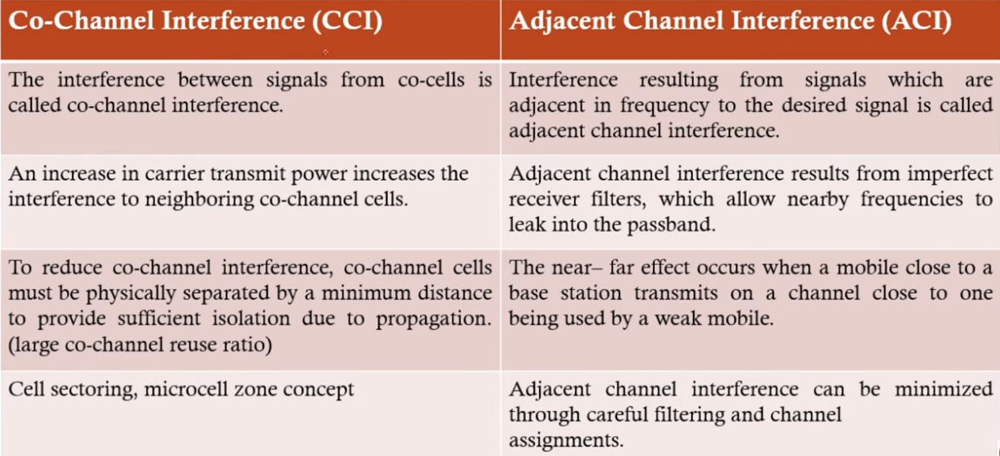 Co-Channel Interference (CCI)
Adjacent Channel Interference (ACI)
The interference between signals from co-cells is
called co-channel interference.
Interference resulting from signals which are
adjacent in frequency to the desired signal is called
adjacent channel interference.
An increase in carrier transmit power increases the
interference to neighboring co-channel cells.
Adjacent channel interference results from imperfect
receiver filters, which allow nearby frequencies to
leak into the passband.
To reduce co-channel interference, co-channel cells
must be physically separated by a minimum distance
to provide sufficient isolation due to propagation.
(large co-channel reuse ratio)
The near– far effect occurs when a mobile close to a
base station transmits on a channel close to one
being used by a weak mobile.
Cell sectoring, microcell zone concept
Adjacent channel interference can be minimized
through careful filtering and channel
assignments.